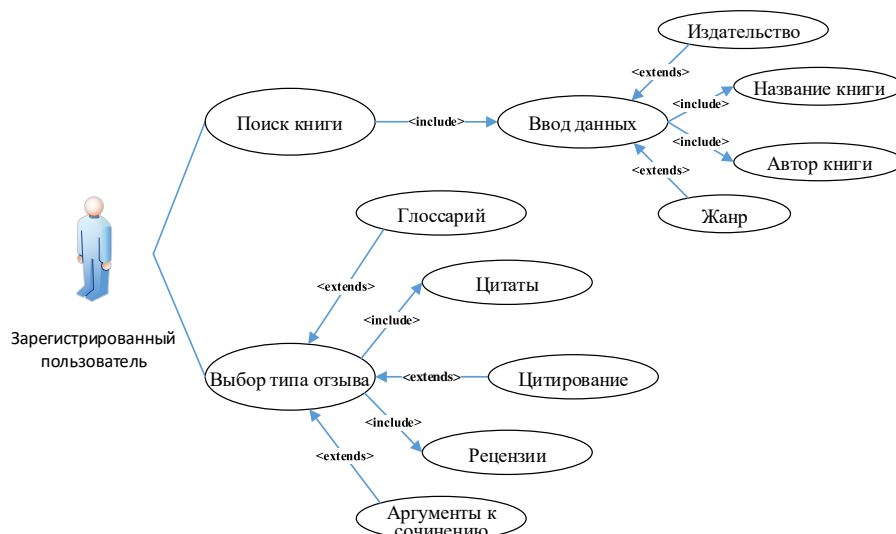 Издательство
<extends>
Название книги
<include>
Поиск книги
<include>
Ввод данных
<include>
Автор книги
<extends>
Жанр
Глоссарий
<extends>
Цитаты
<include>
Зарегистрированный
пользователь
Выбор типа отзыва
<extends>
Цитирование
<include>
Рецензии
<extends>
Аргументы к
сочинению